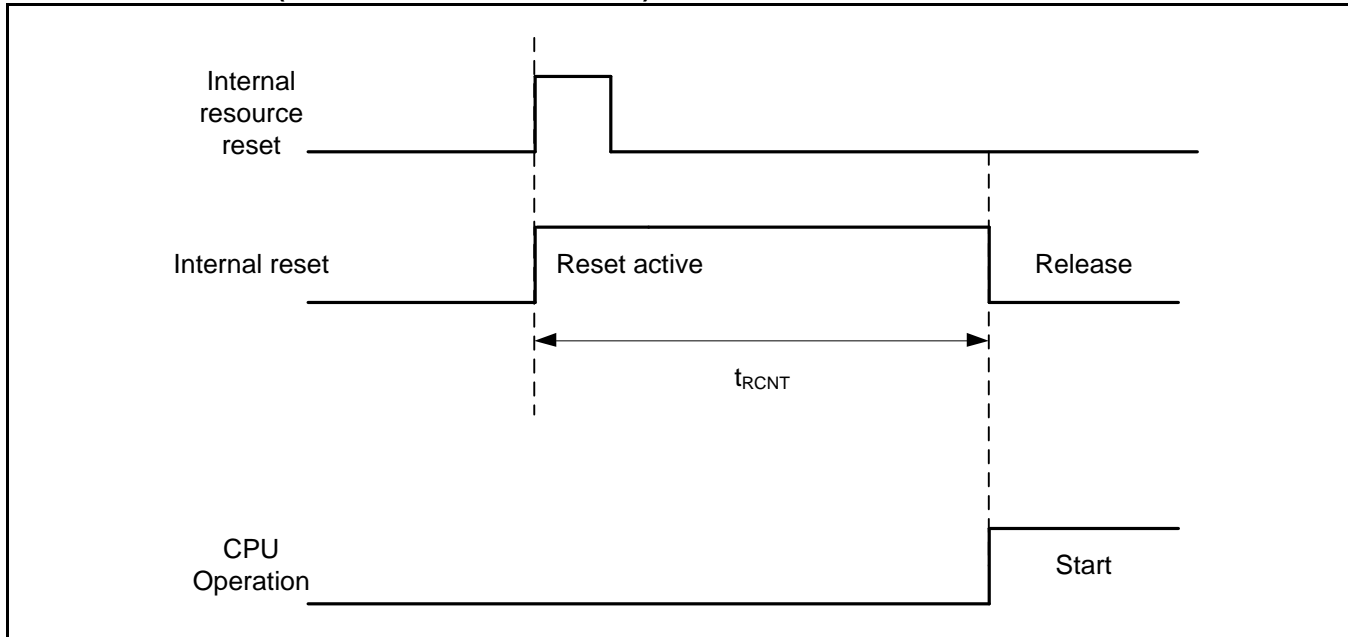 Internal
resource
reset
Internal reset
Reset active
Release
tRCNT
CPU
Operation
Start